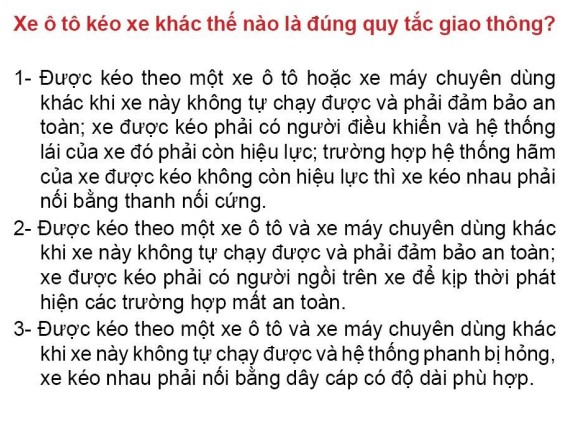 Xe ô tô kéo xe khác thế nào là đúng quy tắc giao thông?
1- Được kéo theo một xe ô tô hoặc xe máy chuyên dùng
khác khi xe này không tự chạy được và phải đảm bảo an
toàn; xe được kéo phải có người điều khiển và hệ thống
lái của xe đó phải còn hiệu lực; trường hợp hệ thống hãm
của xe được kéo không còn hiệu lực thì xe kéo nhau phải
nối bằng thanh nối cứng.
2- Được kéo theo một xe ô tô và xe máy chuyên dùng khác
khi xe này không tự chạy được và phải đảm bảo an toàn;
xe được kéo phải có người ngồi trên xe để kịp thời phát
hiện các trường hợp mất an toàn.
3- Được kéo theo một xe ô tô và xe máy chuyên dùng khác
khi xe này không tự chạy được và hệ thống phanh bị hỏng,
xe kéo nhau phải nối bằng dây cáp có độ dài phù hợp.